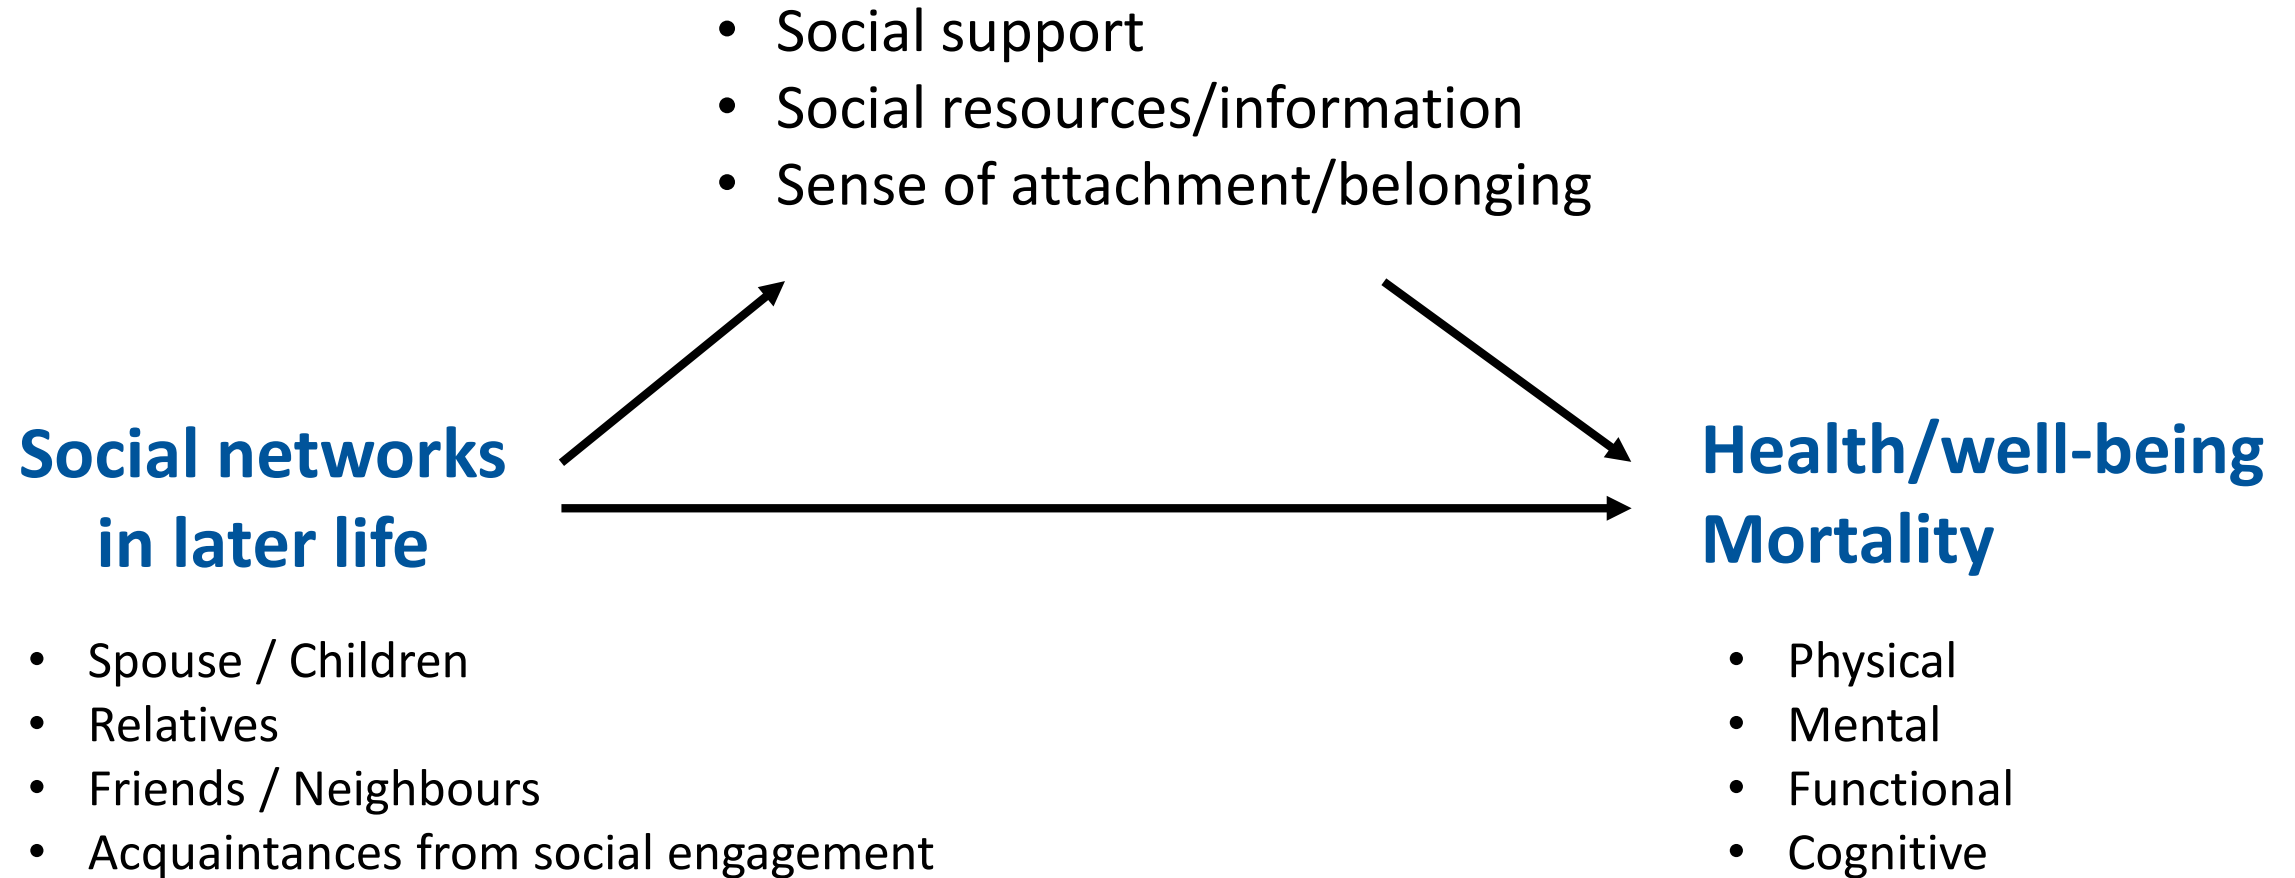 • Social support
• Social resources/information
• Sense of attachment/belonging
Social networks
in later life
• Spouse / Children
• Relatives
• Friends / Neighbours
• Acquaintances from social engagement
Health/well-being
Mortality
• Physical
• Mental
• Functional
• Cognitive